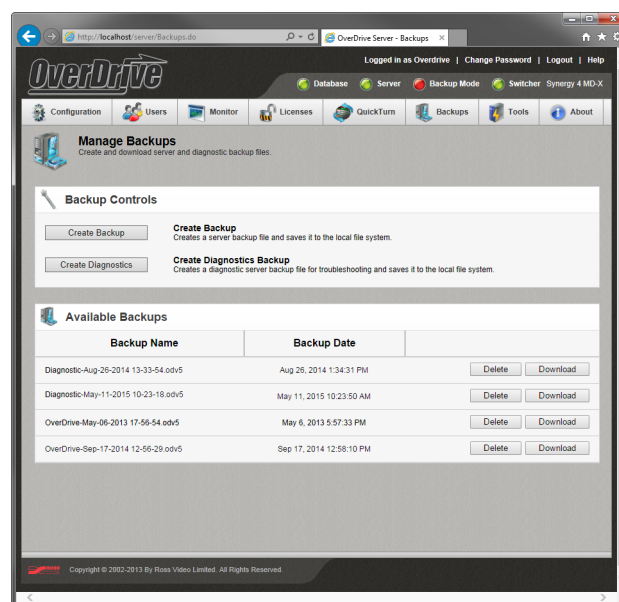 http://localhost/server/Backups.do
OverDrive Server - Backups
Logged in as Overdrive | Change Password | Logout | Help
OverDrive
Database Server Backup Mode Switcher Synergy 4 MD-X
Configuration Users Monitor Licenses QuickTurn Backups Tools About
Manage Backups
Create and download server and diagnostic backup files.
Backup Controls
Create Backup
Create Backup
Creates a server backup file and saves it to the local file system.
Create Diagnostics
Create Diagnostics Backup
Creates a diagnostic server backup file for troubleshooting and saves it to the local file system.
Available Backups
Backup Name Backup Date
Diagnostic-Aug-26-2014 13-33-54.odv5 Aug 26, 2014 1:34:31 PM Delete Download
Diagnostic-May-11-2015 10-23-18.odv5 May 11, 2015 10:23:50 AM Delete Download
OverDrive-May-06-2013 17-56-54.odv5 May 6, 2013 5:57:33 PM Delete Download
OverDrive-Sep-17-2014 12-56-29.odv5 Sep 17, 2014 12:58:10 PM Delete Download
Copyright © 2002-2013 By Ross Video Limited. All Rights Reserved